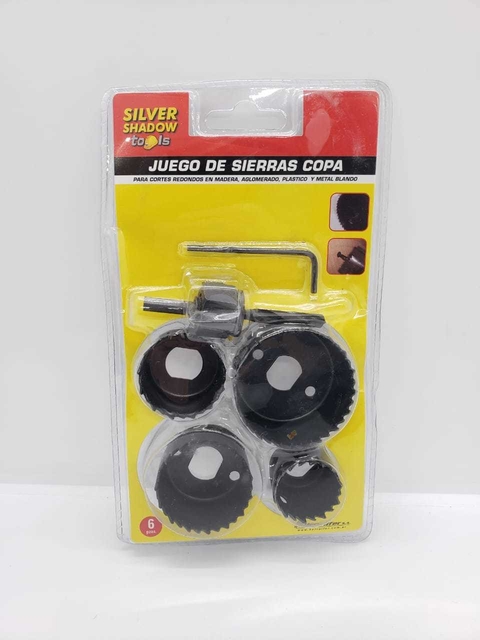 SILVER
SHADOW
tools
JUEGO DE SIERRAS COPA
PARA CORTES REDONDOS EN MADERA, AGLOMERADO, PLASTICO Y METAL BLANDO
6